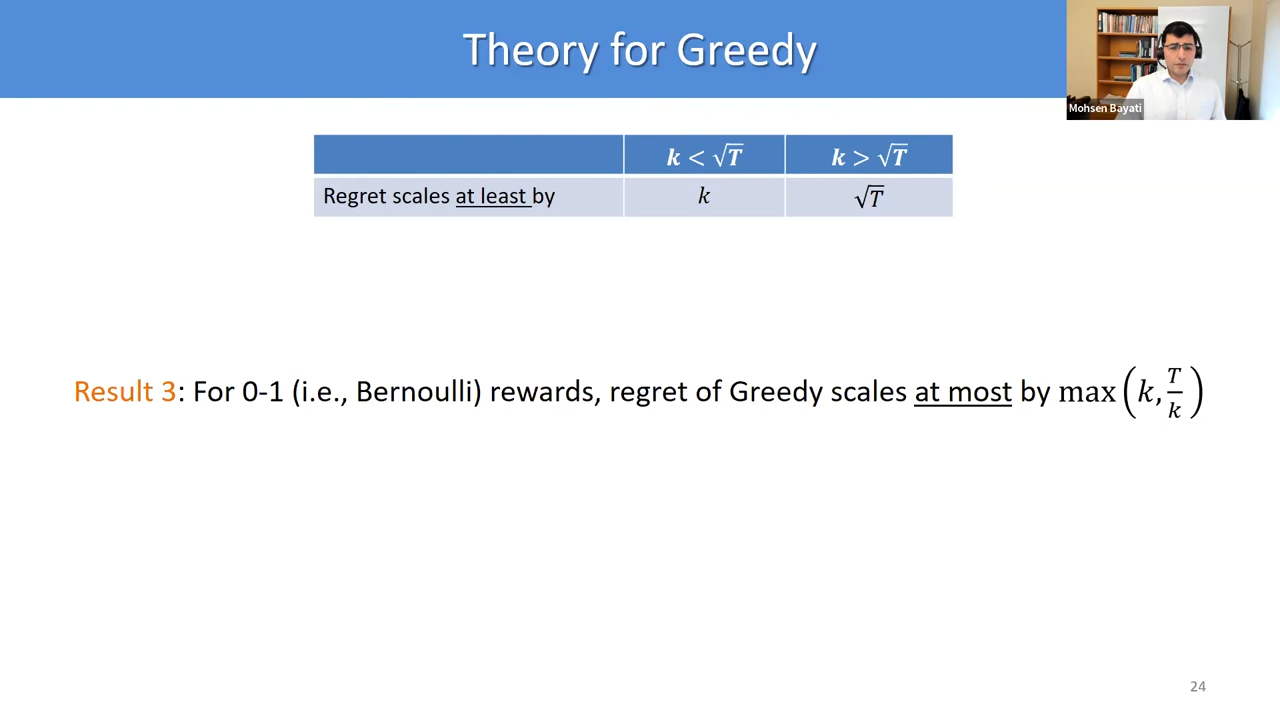 Theory for Greedy
Mohsen Bayati
k < √T k > √T
Regret scales at least by k √T
Result 3: For 0-1 (i.e., Bernoulli) rewards, regret of Greedy scales at most by max(k, T/k)
24